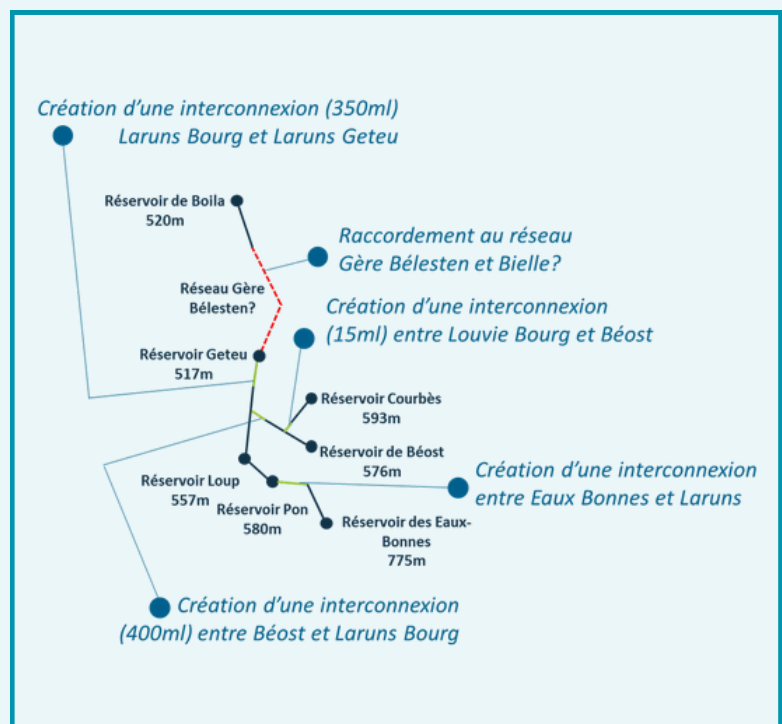 Création d'une interconnexion (350ml)
Laruns Bourg et Laruns Geteu
Réservoir de Boila
520m
Raccordement au réseau
Gère Bélesten et Bielle?
Réseau Gère
Bélesten?
Création d'une interconnexion
(15ml) entre Louvie Bourg et Béost
Réservoir Geteu
517m
Réservoir Courbès
593m
Réservoir de Béost
576m
Réservoir Loup
557m
Création d'une interconnexion
entre Eaux Bonnes et Laruns
Réservoir Pon
580m
Réservoir des Eaux-
Bonnes
775m
Création d'une interconnexion
(400ml) entre Béost et Laruns Bourg